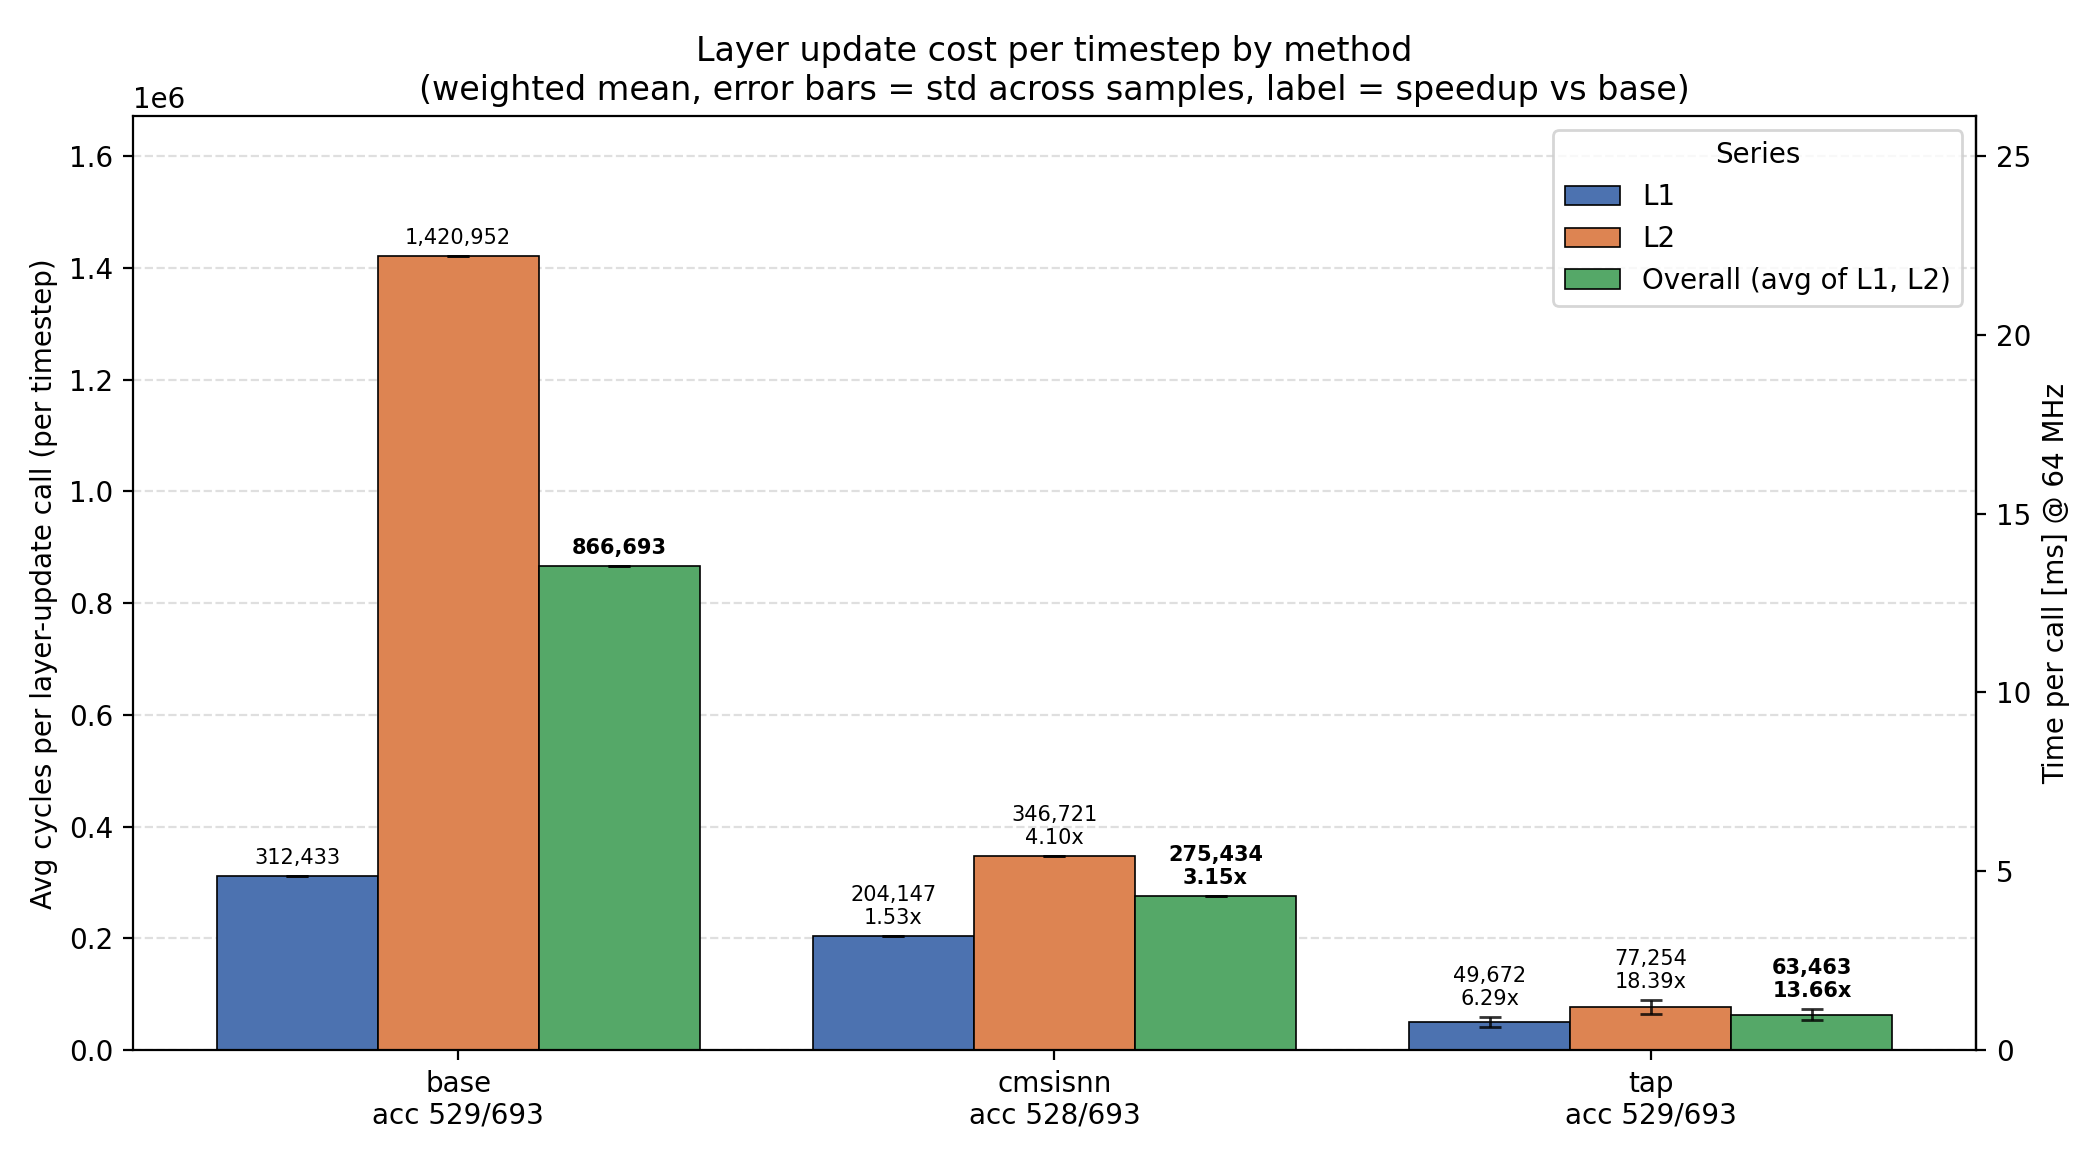 Layer update cost per timestep by method
(weighted mean, error bars = std across samples, label = speedup vs base)
1e6
Avg cycles per layer-update call (per timestep)
1.6
1.4
1.2
1.0
0.8
0.6
0.4
0.2
0.0
312,433
1,420,952
866,693
204,147
1.53x
346,721
4.10x
275,434
3.15x
49,672
6.29x
77,254
18.39x
63,463
13.66x
Series
L1
L2
Overall (avg of L1, L2)
25
20
15
10
5
0
Time per call [ms] @ 64 MHz
base
acc 529/693
cmsisnn
acc 528/693
tap
acc 529/693